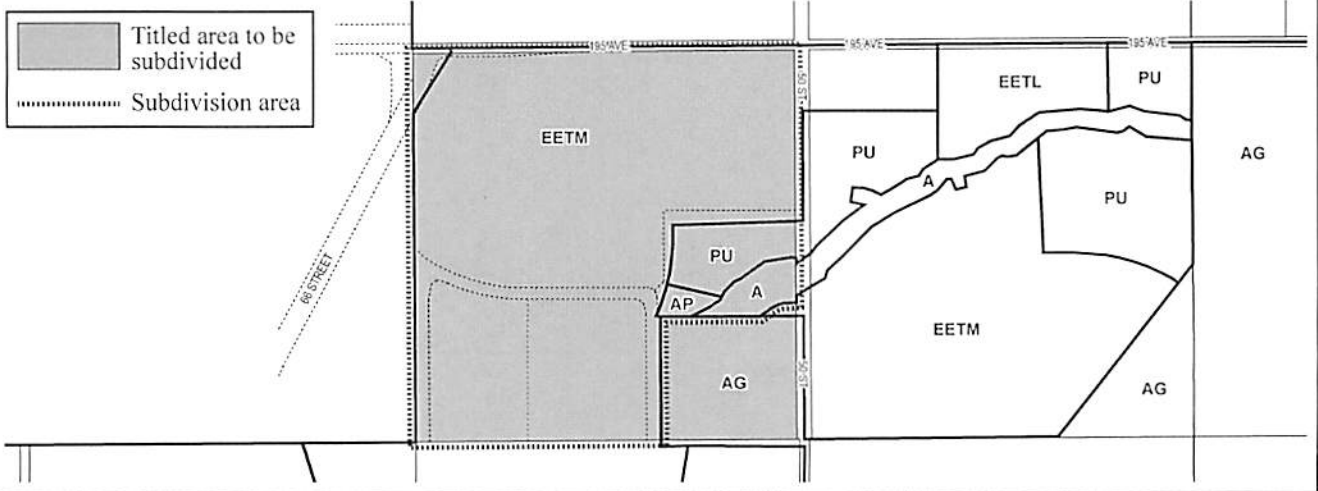 Titled area to be
subdivided
Subdivision area
195 AVE
195 AVE
195 AVE
50 ST
EETM
EETL
PU
PU
AG
A
PU
66 STREET
PU
AP
A
EETM
AG
50 ST
AG